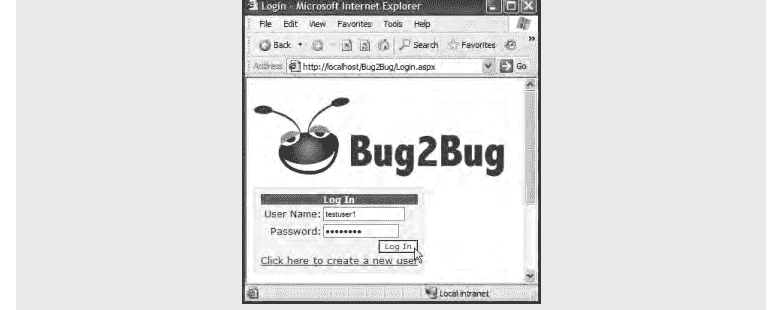 Login - Microsoft Internet Explorer
File Edit View Favorites Tools Help
Back Search Favorites »
Address http://localhost/Bug2Bug/Login.aspx Go
Bug2Bug
Log In
User Name: testuser1
Password: ••••••••
Log In
Click here to create a new user
Local intranet